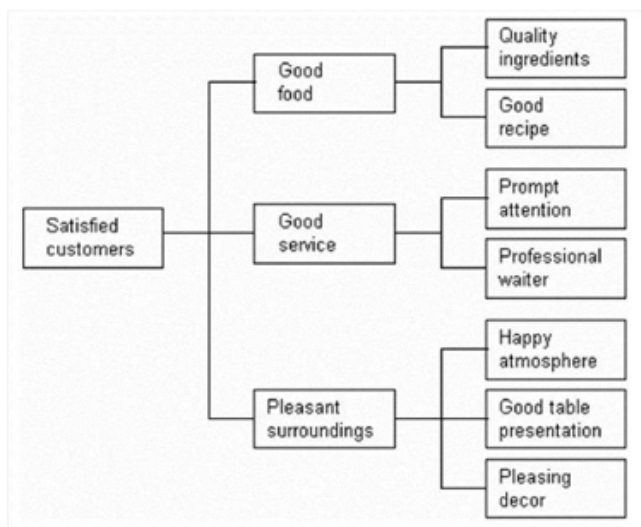 Satisfied
customers
Good
food
Quality
ingredients
Good
recipe
Good
service
Prompt
attention
Professional
waiter
Pleasant
surroundings
Happy
atmosphere
Good table
presentation
Pleasing
decor